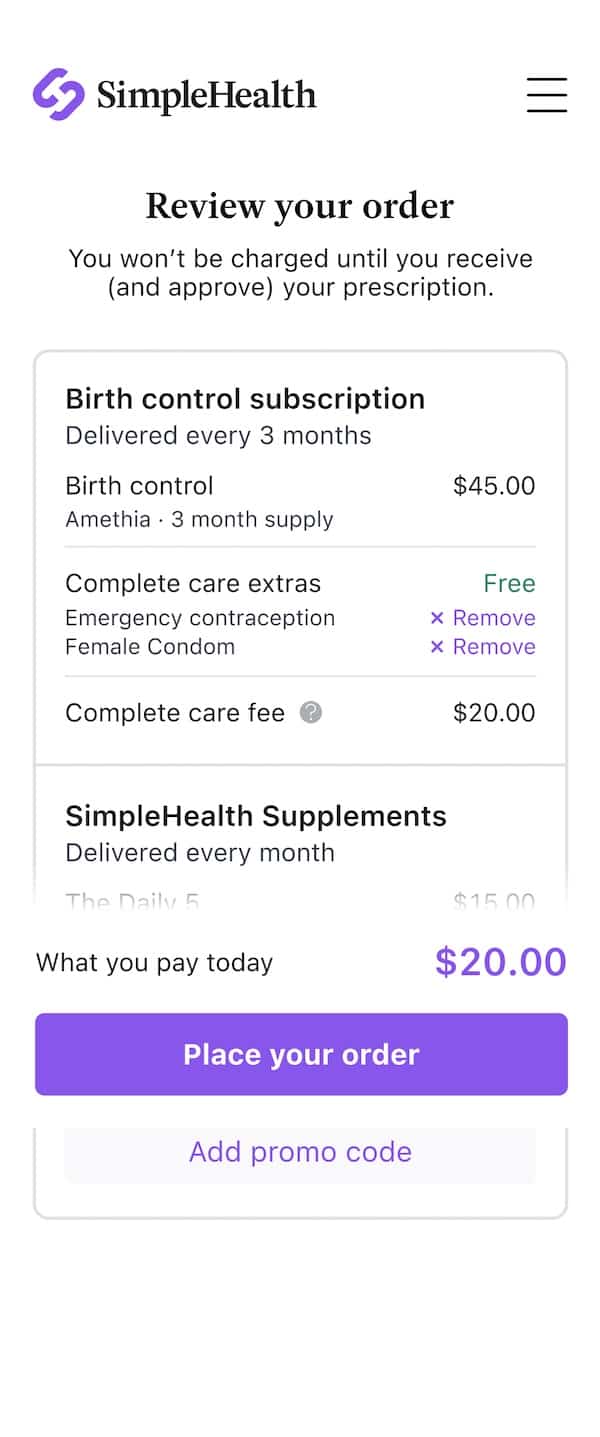 SimpleHealth
Review your order
You won’t be charged until you receive
(and approve) your prescription.
Birth control subscription
Delivered every 3 months
Birth control $45.00
Amethia · 3 month supply
Complete care extras Free
Emergency contraception × Remove
Female Condom × Remove
Complete care fee ? $20.00
SimpleHealth Supplements
Delivered every month
The Daily 5 $15.00
What you pay today $20.00
Place your order
Add promo code